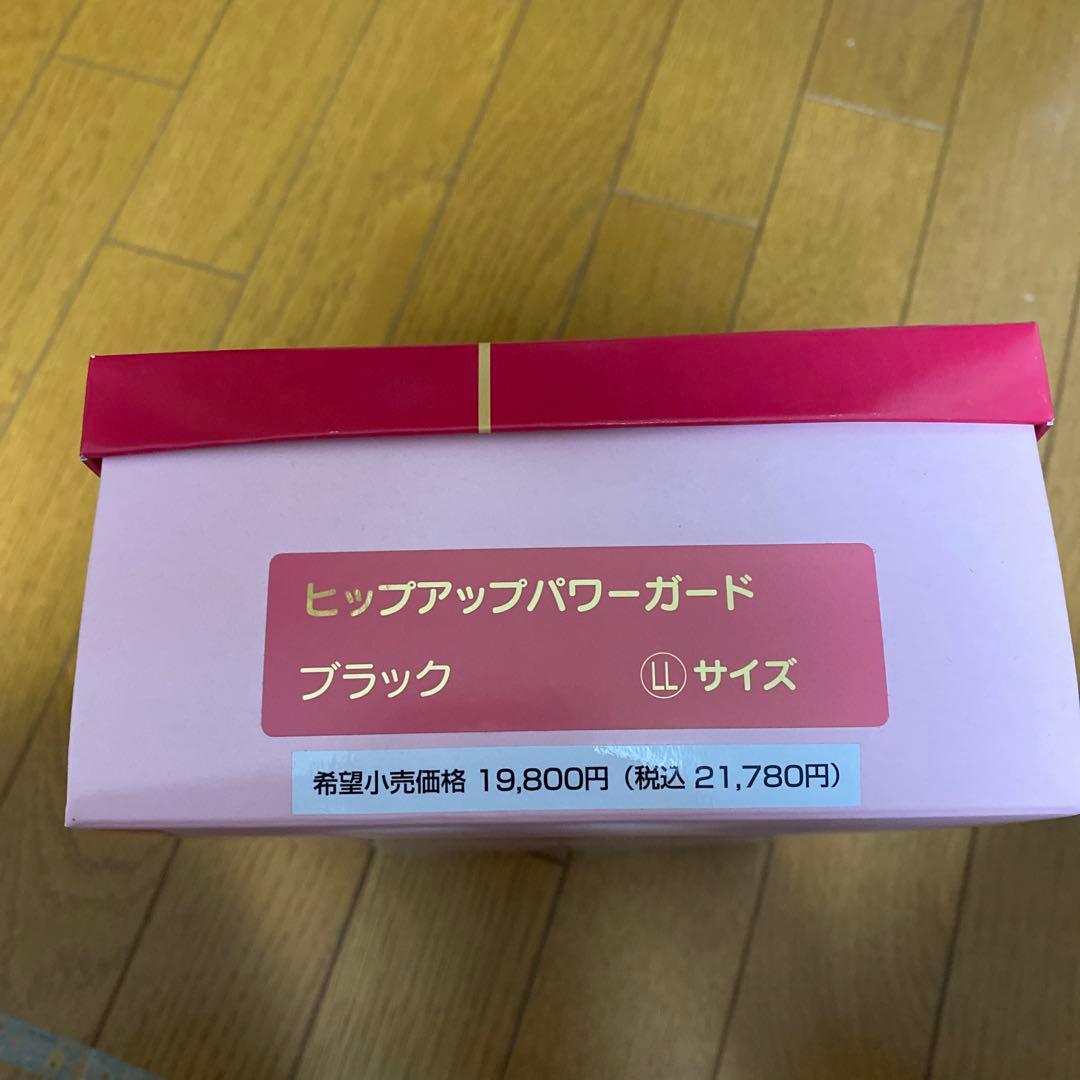 ヒップアップパワーガード
ブラック ⓁⓁサイズ
希望小売価格 19,800円（税込 21,780円）